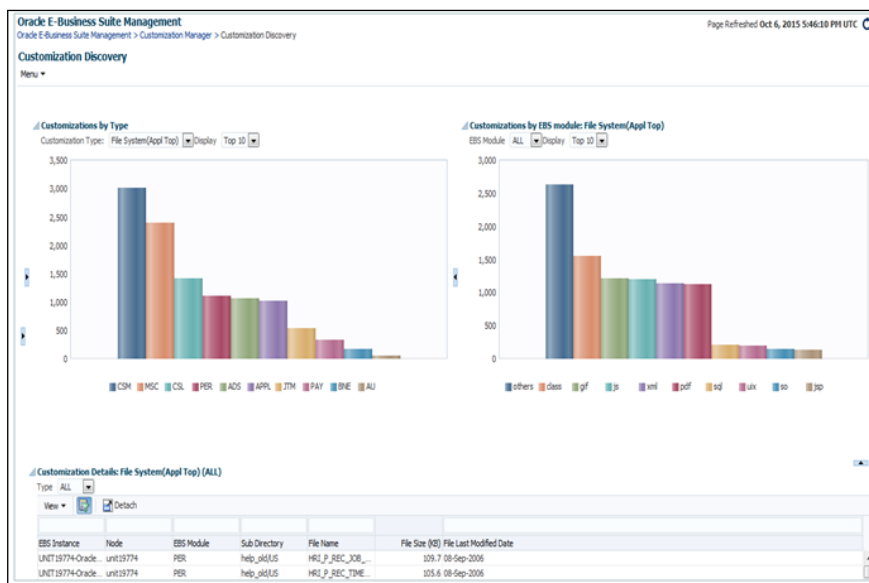 Oracle E-Business Suite Management
Page Refreshed Oct 6, 2015 5:46:10 PM UTC
Oracle E-Business Suite Management > Customization Manager > Customization Discovery
Customization Discovery
Menu
Customizations by Type
Customization Type: File System(Appl Top) Display Top 10
3,500
3,000
2,500
2,000
1,500
1,000
500
0
CSM MSC CSL PER ADS APPL JTM PAY BNE AU
Customizations by EBS module: File System(Appl Top)
EBS Module ALL Display Top 10
3,000
2,500
2,000
1,500
1,000
500
0
others class gif js xml pdf sql uix so jsp
Customization Details: File System(Appl Top) (ALL)
Type ALL
View Detach
EBS Instance Node EBS Module Sub Directory File Name File Size (KB) File Last Modified Date
UNIT19774-Oracle... unit19774 PER help_old/US HRI_P_REC_JOB_... 109.7 08-Sep-2006
UNIT19774-Oracle... unit19774 PER help_old/US HRI_P_REC_TIME... 105.6 08-Sep-2006